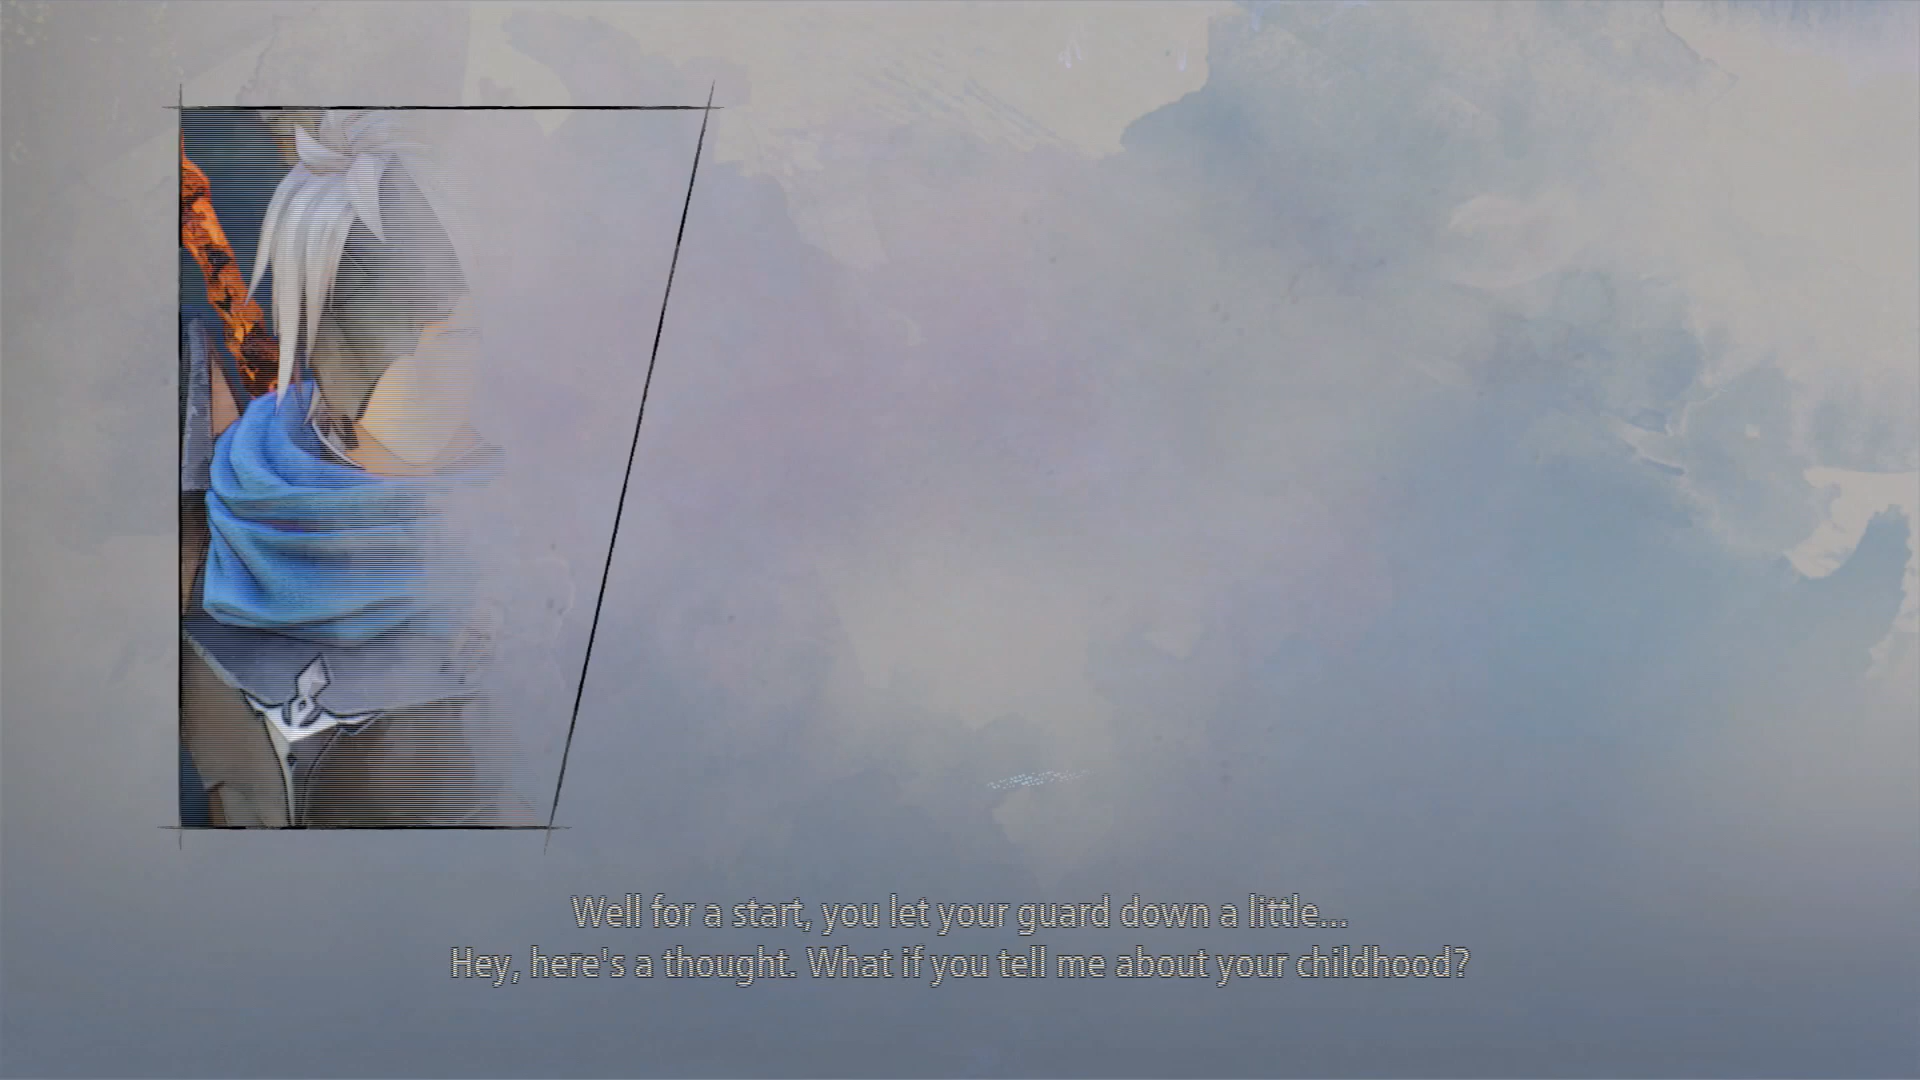 Well for a start, you let your guard down a little...
Hey, here's a thought. What if you tell me about your childhood?